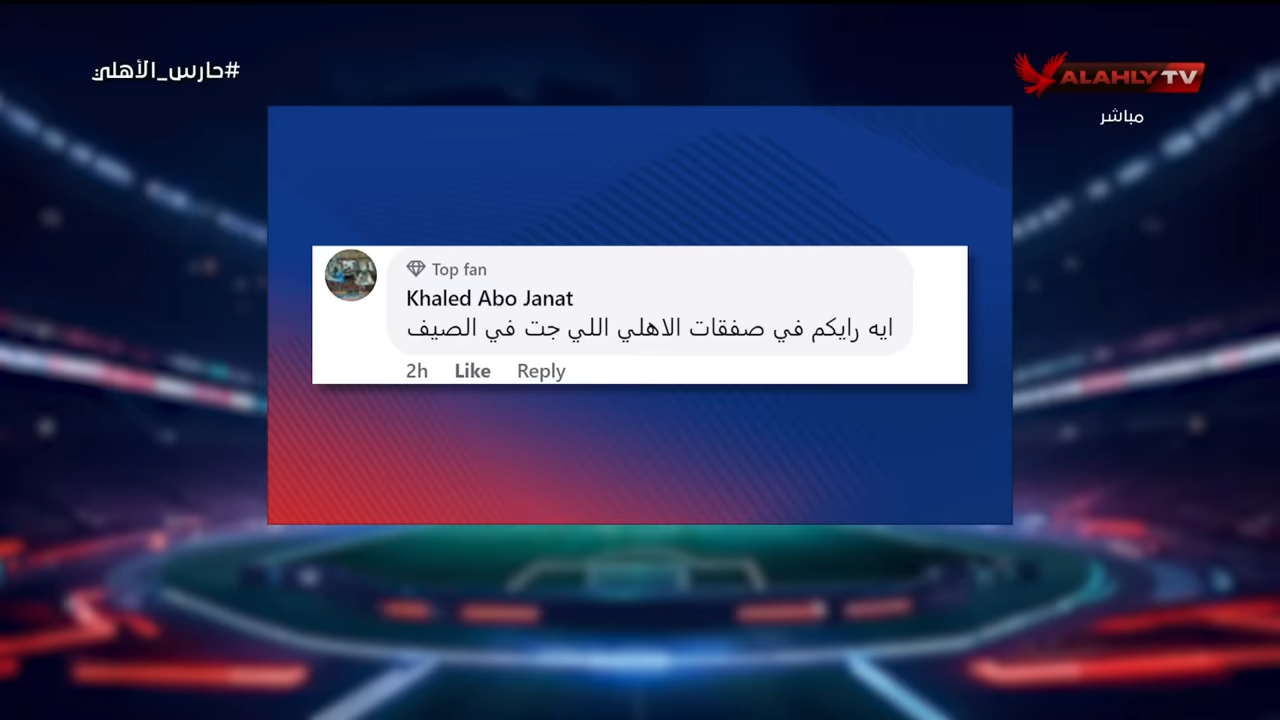 #حارس_الأهلي
ALAHLY TV
مباشر
Top fan
Khaled Abo Janat
ايه رايكم في صفقات الاهلي اللي جت في الصيف
2h Like Reply